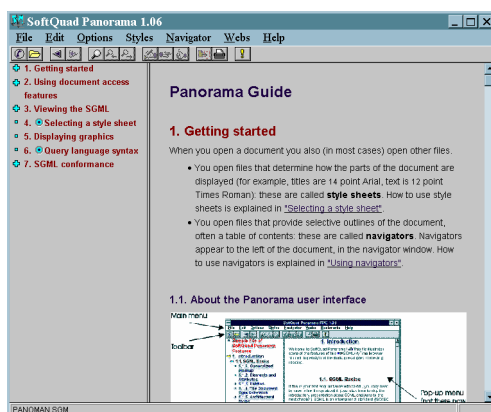 SoftQuad Panorama 1.06
File Edit Options Styles Navigator Webs Help
1. Getting started
2. Using document access
features
3. Viewing the SGML
4. Selecting a style sheet
5. Displaying graphics
6. Query language syntax
7. SGML conformance
Panorama Guide
1. Getting started
When you open a document you also (in most cases) open other files.
• You open files that determine how the parts of the document are
displayed (for example, titles are 14 point Arial, text is 12 point
Times Roman): these are called style sheets. How to use style
sheets is explained in "Selecting a style sheet".
• You open files that provide selective outlines of the document,
often a table of contents: these are called navigators. Navigators
appear to the left of the document, in the navigator window. How
to use navigators is explained in "Using navigators".
1.1. About the Panorama user interface
Main menu
Toolbar
1. Introduction
1.1. SGML Basics
Pop-up menu
PANOMAN.SGM